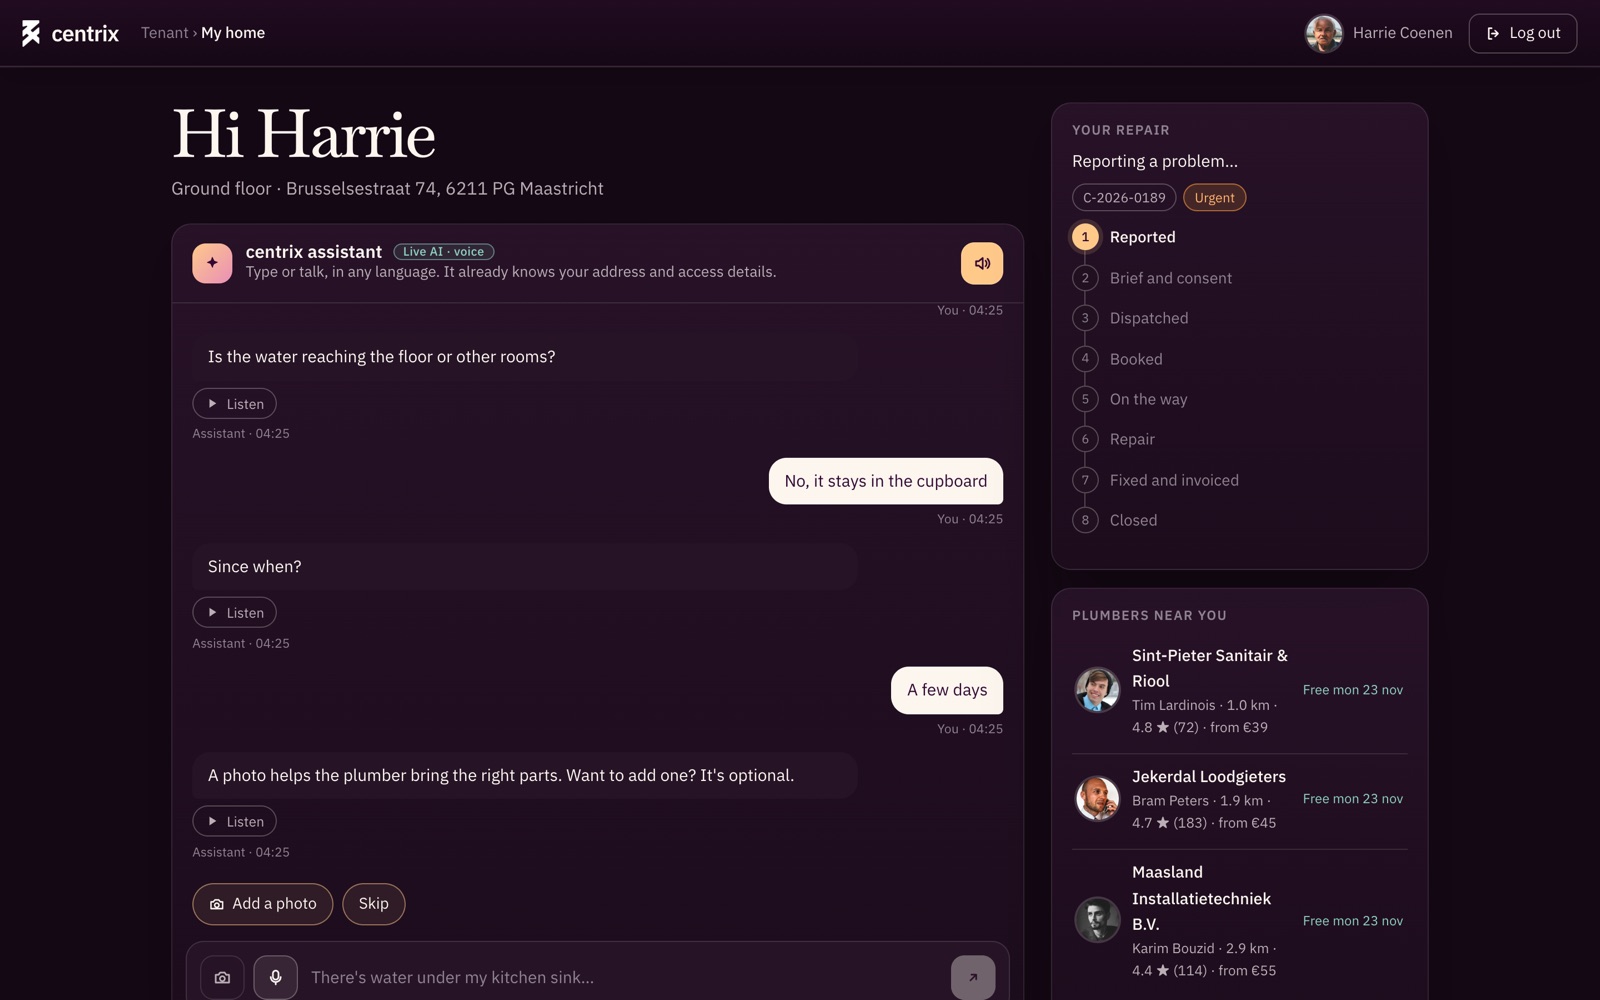 centrix
Tenant › My home
Harrie Coenen
Log out
Hi Harrie
Ground floor · Brusselsestraat 74, 6211 PG Maastricht
centrix assistant
Live AI · voice
Type or talk, in any language. It already knows your address and access details.
You · 04:25
Is the water reaching the floor or other rooms?
Listen
Assistant · 04:25
No, it stays in the cupboard
You · 04:25
Since when?
Listen
Assistant · 04:25
A few days
You · 04:25
A photo helps the plumber bring the right parts. Want to add one? It's optional.
Listen
Assistant · 04:25
Add a photo
Skip
There's water under my kitchen sink...
YOUR REPAIR
Reporting a problem...
C-2026-0189
Urgent
1 Reported
2 Brief and consent
3 Dispatched
4 Booked
5 On the way
6 Repair
7 Fixed and invoiced
8 Closed
PLUMBERS NEAR YOU
Sint-Pieter Sanitair &
Riool
Tim Lardinois · 1.0 km ·
4.8 ★ (72) · from €39
Free mon 23 nov
Jekerdal Loodgieters
Bram Peters · 1.9 km ·
4.7 ★ (183) · from €45
Free mon 23 nov
Maasland
Installatietechniek
B.V.
Karim Bouzid · 2.9 km ·
4.4 ★ (114) · from €55
Free mon 23 nov